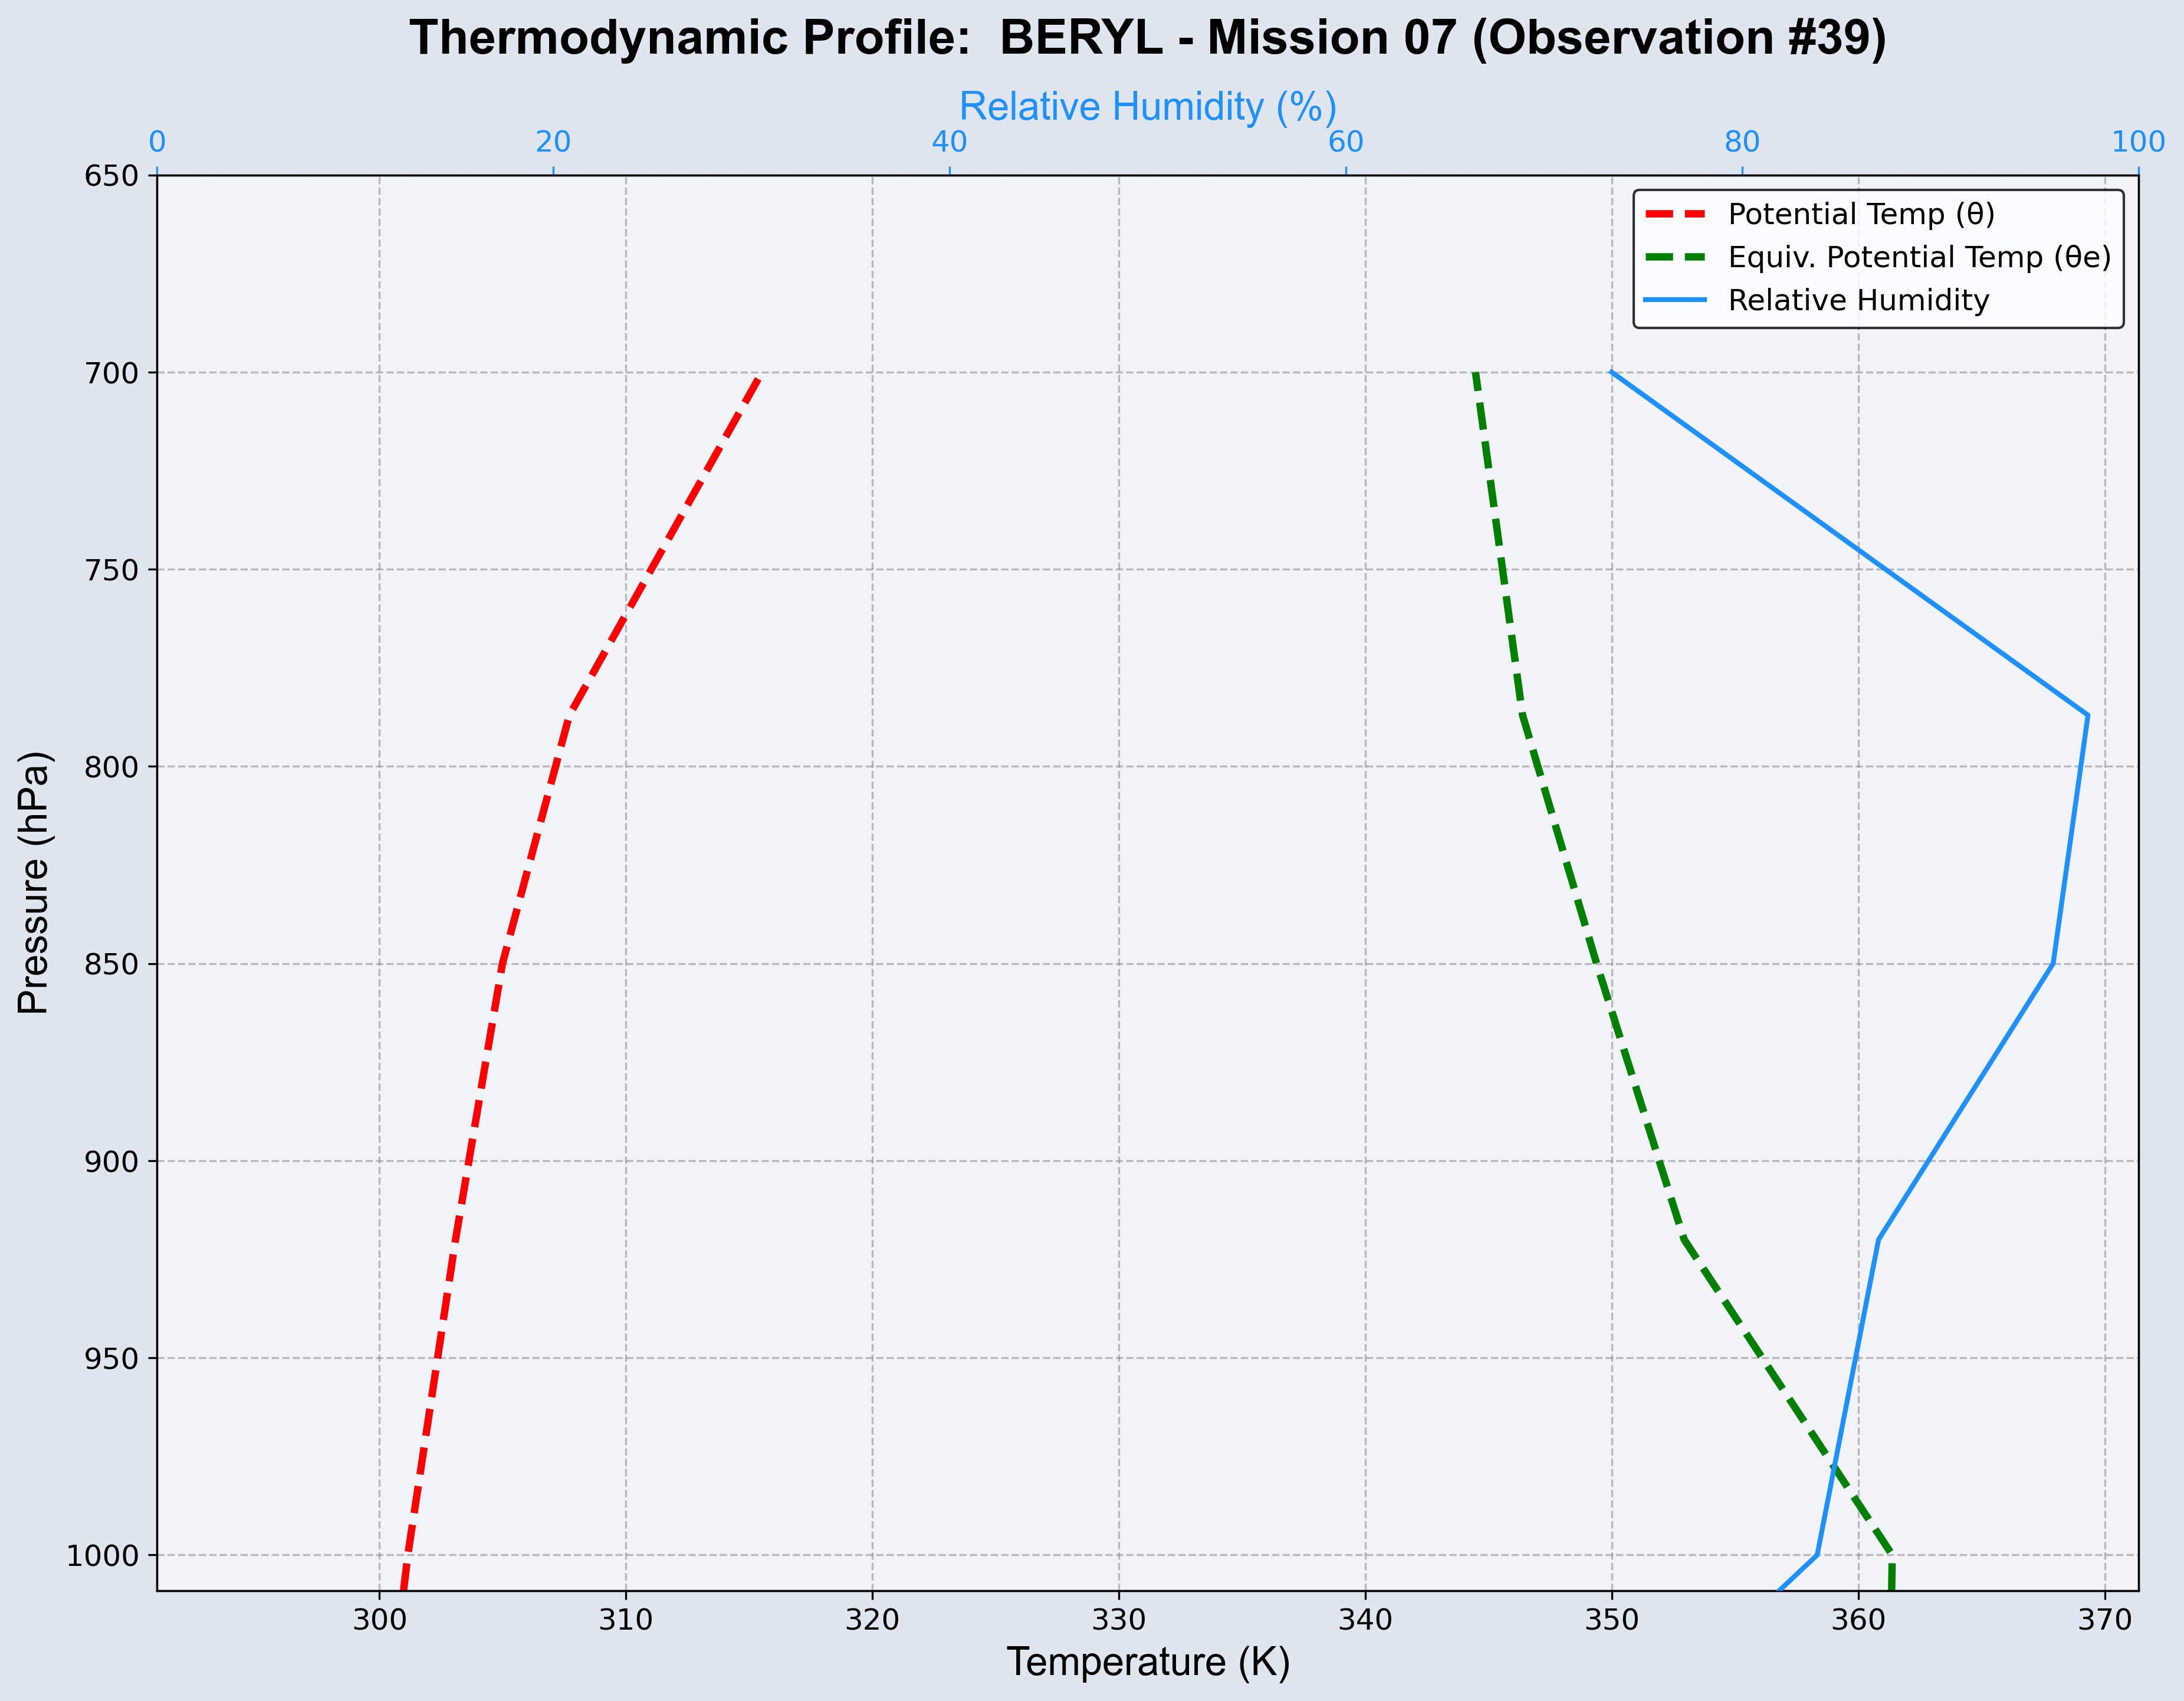 Thermodynamic Profile:  BERYL - Mission 07 (Observation #39)
Relative Humidity (%)
0 20 40 60 80 100
Potential Temp (θ)
Equiv. Potential Temp (θe)
Relative Humidity
Pressure (hPa)
650
700
750
800
850
900
950
1000
300 310 320 330 340 350 360 370
Temperature (K)